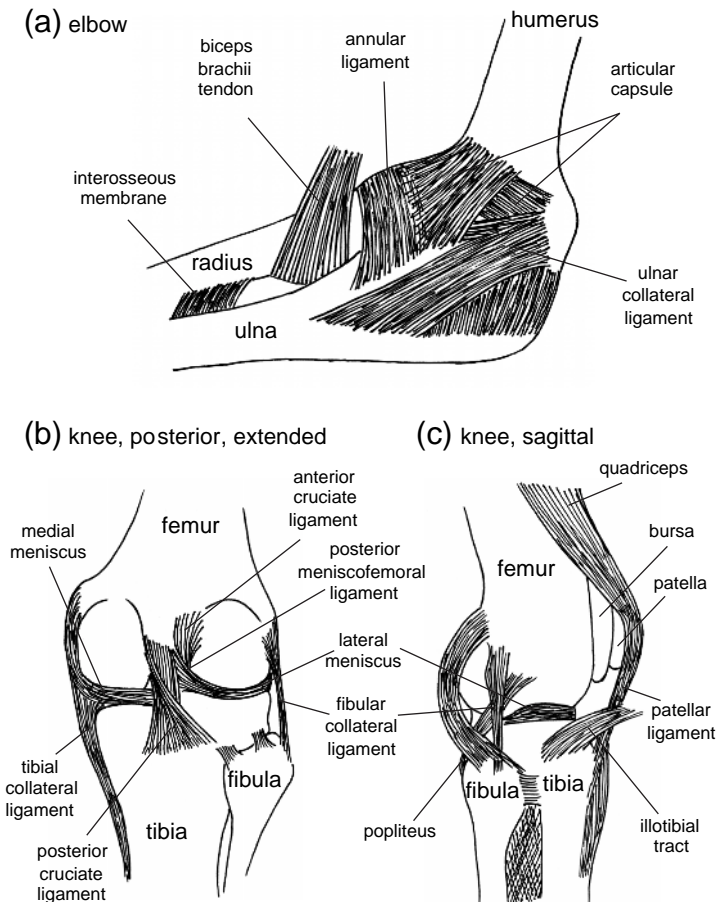 (a) elbow
humerus
biceps
brachii
tendon
annular
ligament
articular
capsule
interosseous
membrane
radius
ulna
ulnar
collateral
ligament
(b) knee, posterior, extended
anterior
cruciate
ligament
medial
meniscus
femur
posterior
meniscofemoral
ligament
lateral
meniscus
fibular
collateral
ligament
tibial
collateral
ligament
fibula
tibia
posterior
cruciate
ligament
(c) knee, sagittal
quadriceps
bursa
femur
patella
patellar
ligament
fibula
tibia
popliteus
illotibial
tract